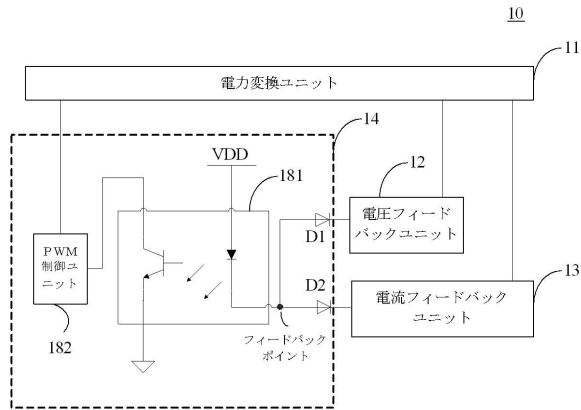 10
11
電力変換ユニット
14
VDD
181
12
電圧フィード
バックユニット
D1
PWM
制御ユ
ニット
182
D2
13
電流フィードバック
ユニット
フィードバック
ポイント